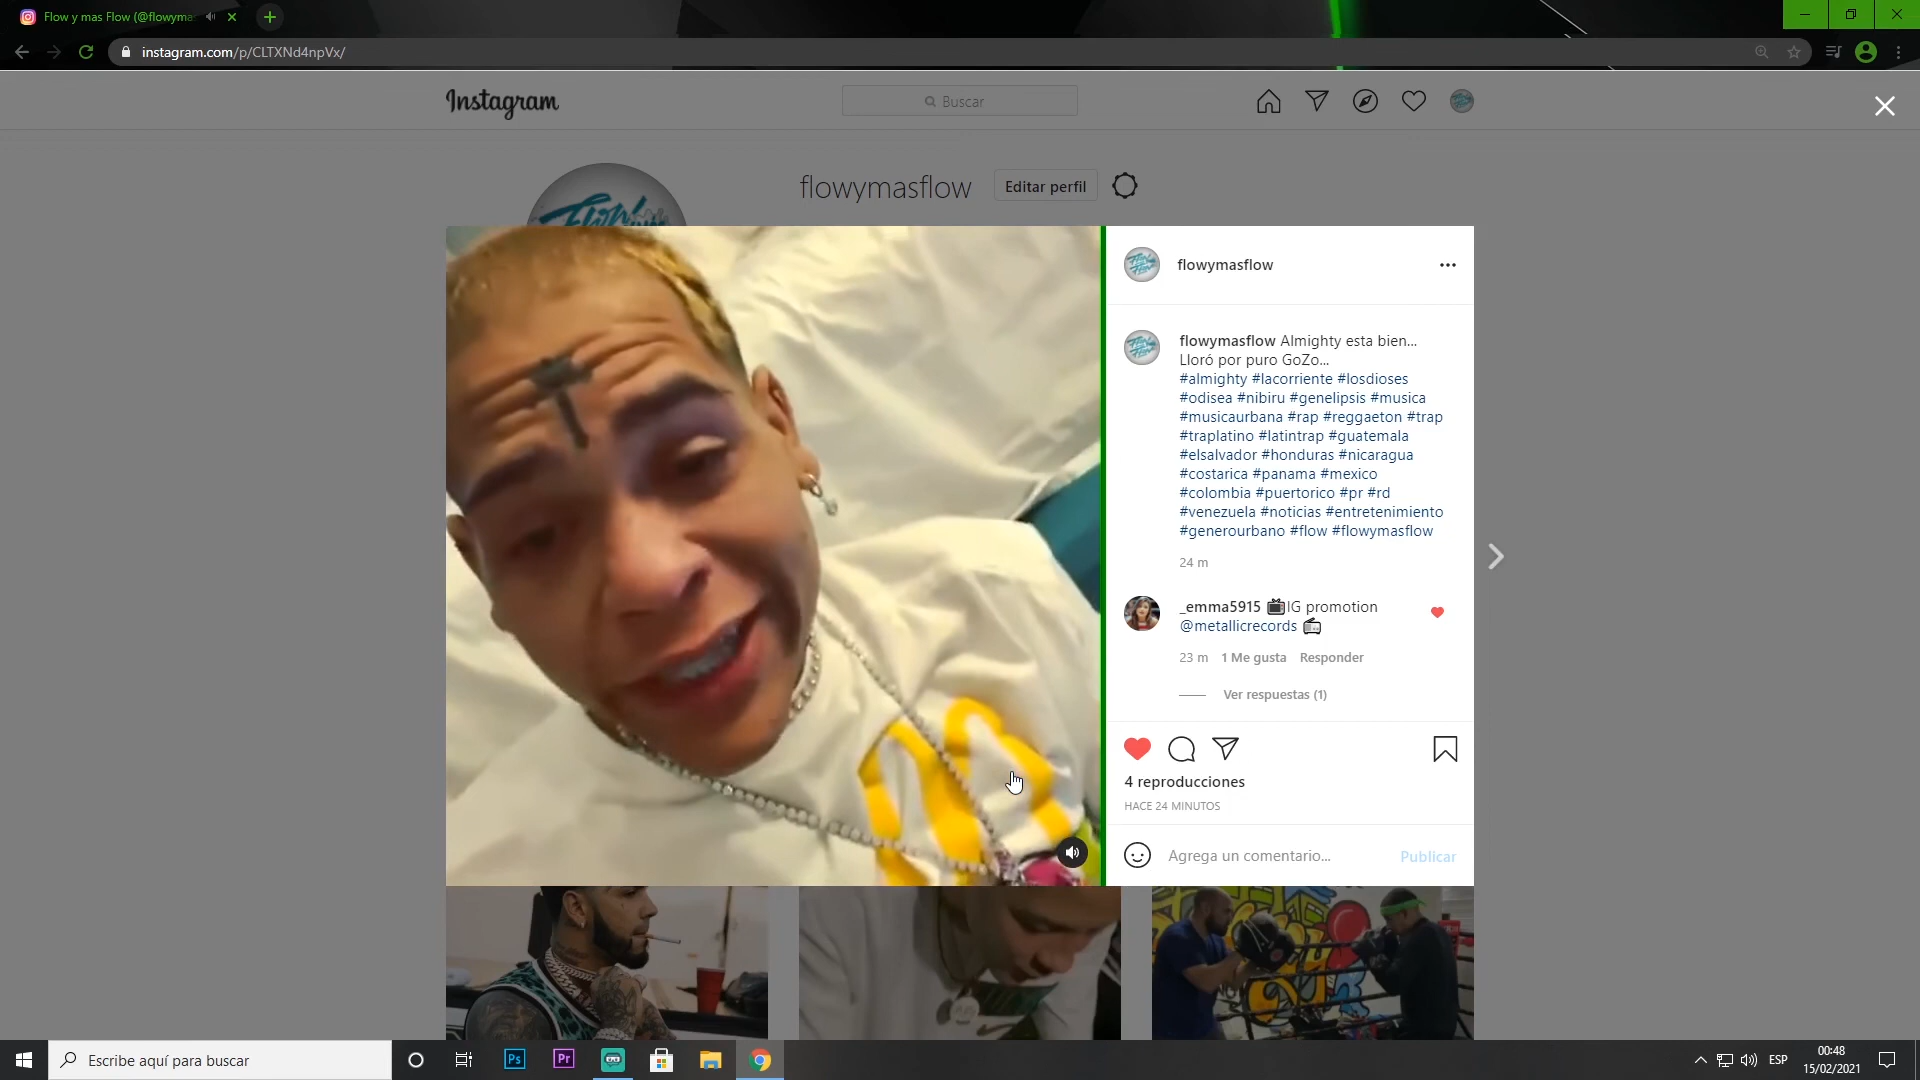 Flow y mas Flow (@flowyma
instagram.com/p/CLTXNd4npVx/
Instagram
Buscar
flowymasflow
Editar perfil
flowymasflow
flowymasflow Almighty esta bien...
Lloró por puro GoZo...
#almighty #lacorriente #losdioses
#odisea #nibiru #genelipsis #musica
#musicaurbana #rap #reggaeton #trap
#traplatino #latintrap #guatemala
#elsalvador #honduras #nicaragua
#costarica #panama #mexico
#colombia #puertorico #pr #rd
#venezuela #noticias #entretenimiento
#generourbano #flow #flowymasflow
24 m
_emma5915 📺IG promotion
@metallicrecords 📻
23 m 1 Me gusta Responder
Ver respuestas (1)
4 reproducciones
HACE 24 MINUTOS
Agrega un comentario...
Publicar
Escribe aquí para buscar
Ps
Pr
ESP
00:48
15/02/2021